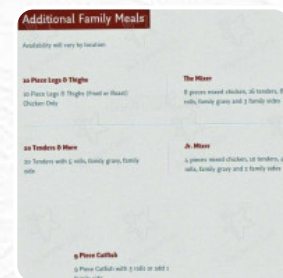 Additional Family Meals
Availability will vary by location
20 Piece Legs & Thighs
20 Piece Legs & Thighs (Fried or Roast)
Chicken Only
The Mixer
8 pieces mixed chicken, 16 tenders, 8
rolls, family gravy and 3 family sides
20 Tenders & More
20 Tenders with 5 rolls, family gravy, family
side
Jr. Mixer
4 pieces mixed chicken, 12 tenders,
rolls, family gravy and 2 family sides
9 Piece Catfish
9 Piece Catfish with 5 rolls or add 1